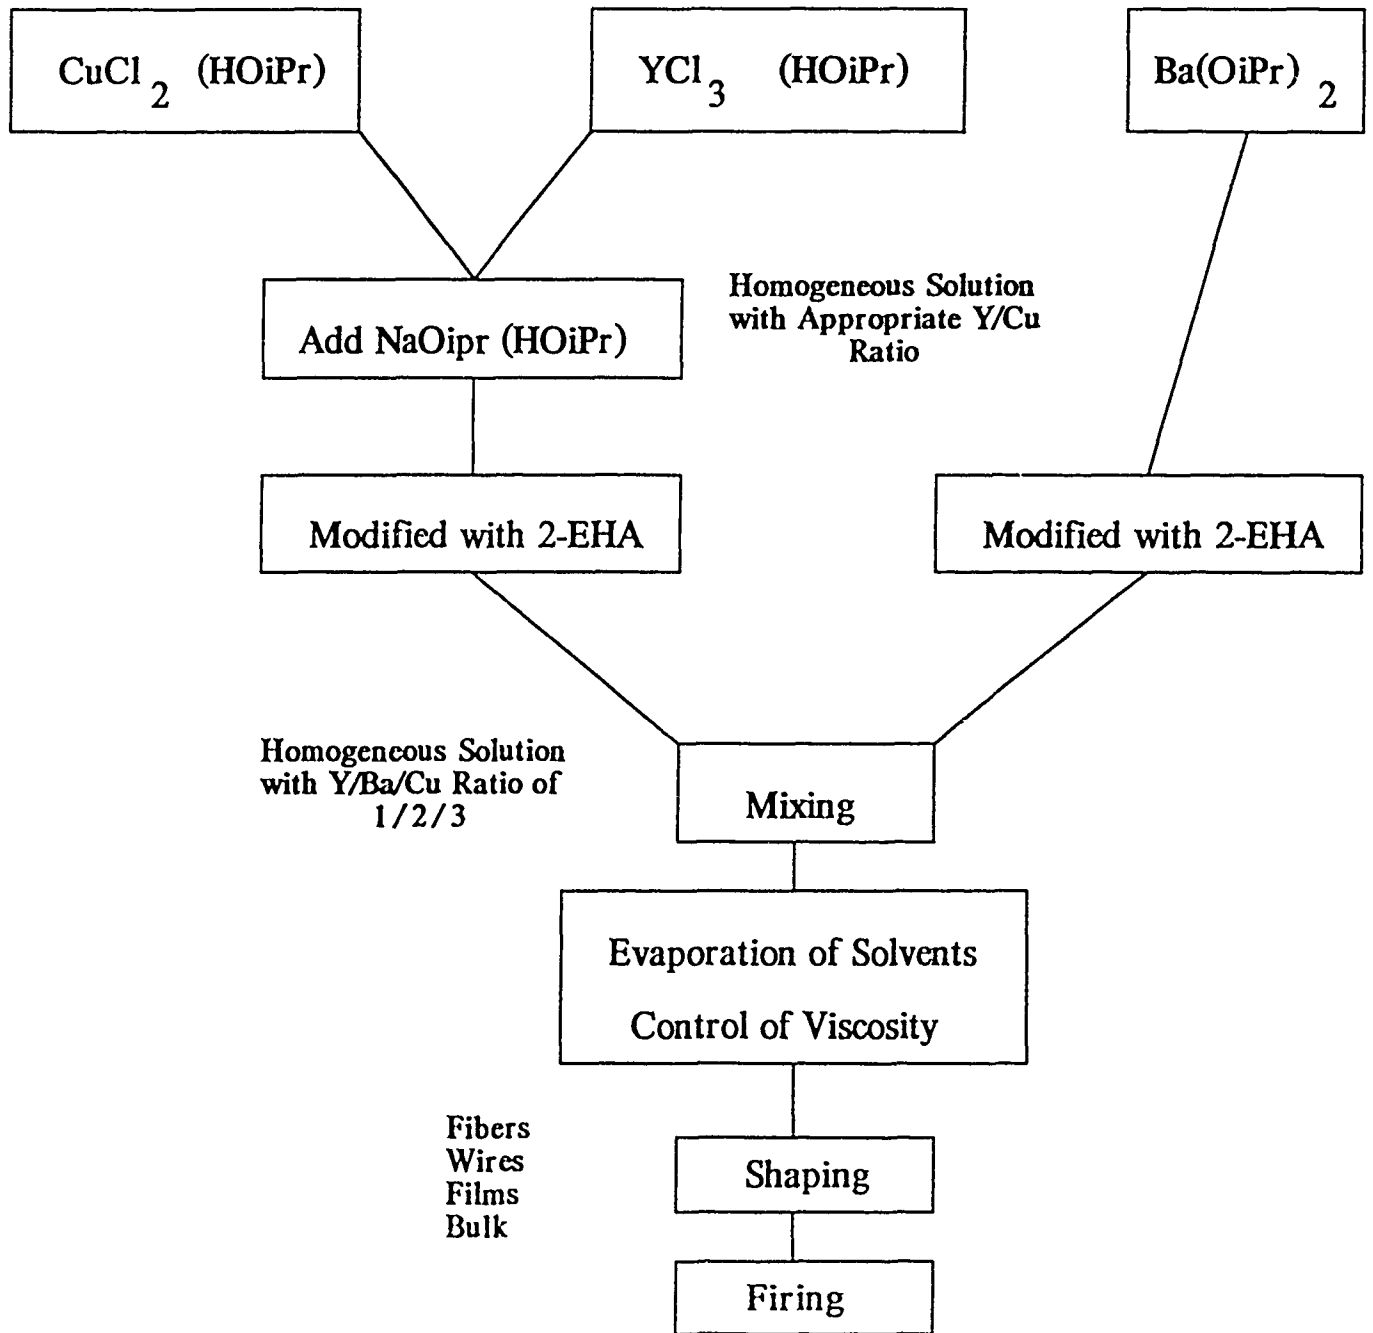 CuCl 2 (HOiPr)
YCl 3 (HOiPr)
Ba(OiPr) 2
Add NaOipr (HOiPr)
Homogeneous Solution
with Appropriate Y/Cu
Ratio
Modified with 2-EHA
Modified with 2-EHA
Homogeneous Solution
with Y/Ba/Cu Ratio of
1/2/3
Mixing
Evaporation of Solvents
Control of Viscosity
Fibers
Wires
Films
Bulk
Shaping
Firing